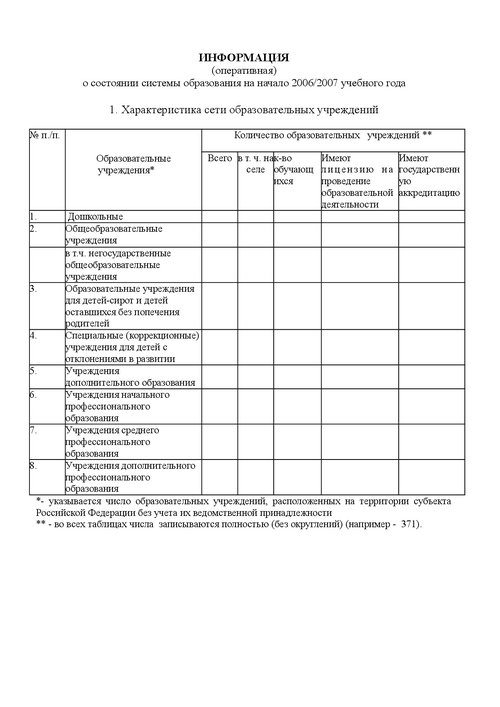 ИНФОРМАЦИЯ
(оперативная)
о состоянии системы образования на начало 2006/2007 учебного года
1. Характеристика сети образовательных учреждений
№ п./п.
Образовательные
учреждения*
Количество образовательных учреждений **
Всего
в т. ч. на
селе
к-во
обучающ
ихся
Имеют
лицензию на
проведение
образовательной
деятельности
Имеют
государственн
ую
аккредитацию
1. Дошкольные
2. Общеобразовательные
учреждения
в т.ч. негосударственные
общеобразовательные
учреждения
3. Образовательные учреждения
для детей-сирот и детей
оставшихся без попечения
родителей
4. Специальные (коррекционные)
учреждения для детей с
отклонениями в развитии
5. Учреждения
дополнительного образования
6. Учреждения начального
профессионального
образования
7. Учреждения среднего
профессионального
образования
8. Учреждения дополнительного
профессионального
образования
*- указывается число образовательных учреждений, расположенных на территории субъекта
Российской Федерации без учета их ведомственной принадлежности
** - во всех таблицах числа записываются полностью (без округлений) (например - 371).